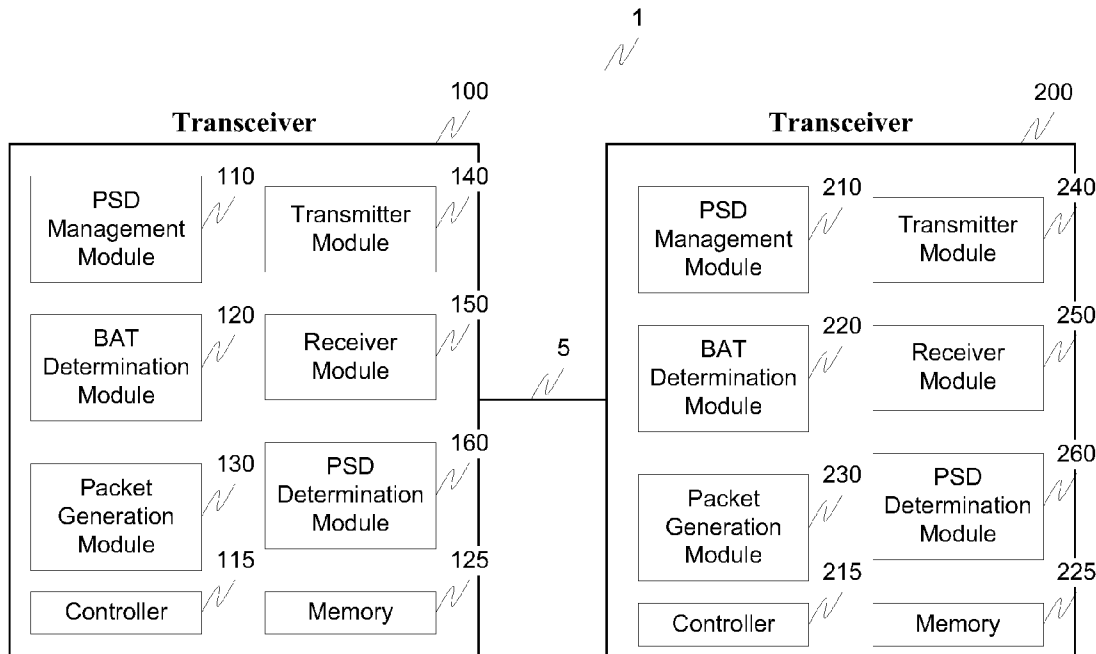 1
100
Transceiver
110
PSD
Management
Module
140
Transmitter
Module
120
BAT
Determination
Module
150
Receiver
Module
130
Packet
Generation
Module
160
PSD
Determination
Module
115
Controller
125
Memory
5
200
Transceiver
210
PSD
Management
Module
240
Transmitter
Module
220
BAT
Determination
Module
250
Receiver
Module
230
Packet
Generation
Module
260
PSD
Determination
Module
215
Controller
225
Memory